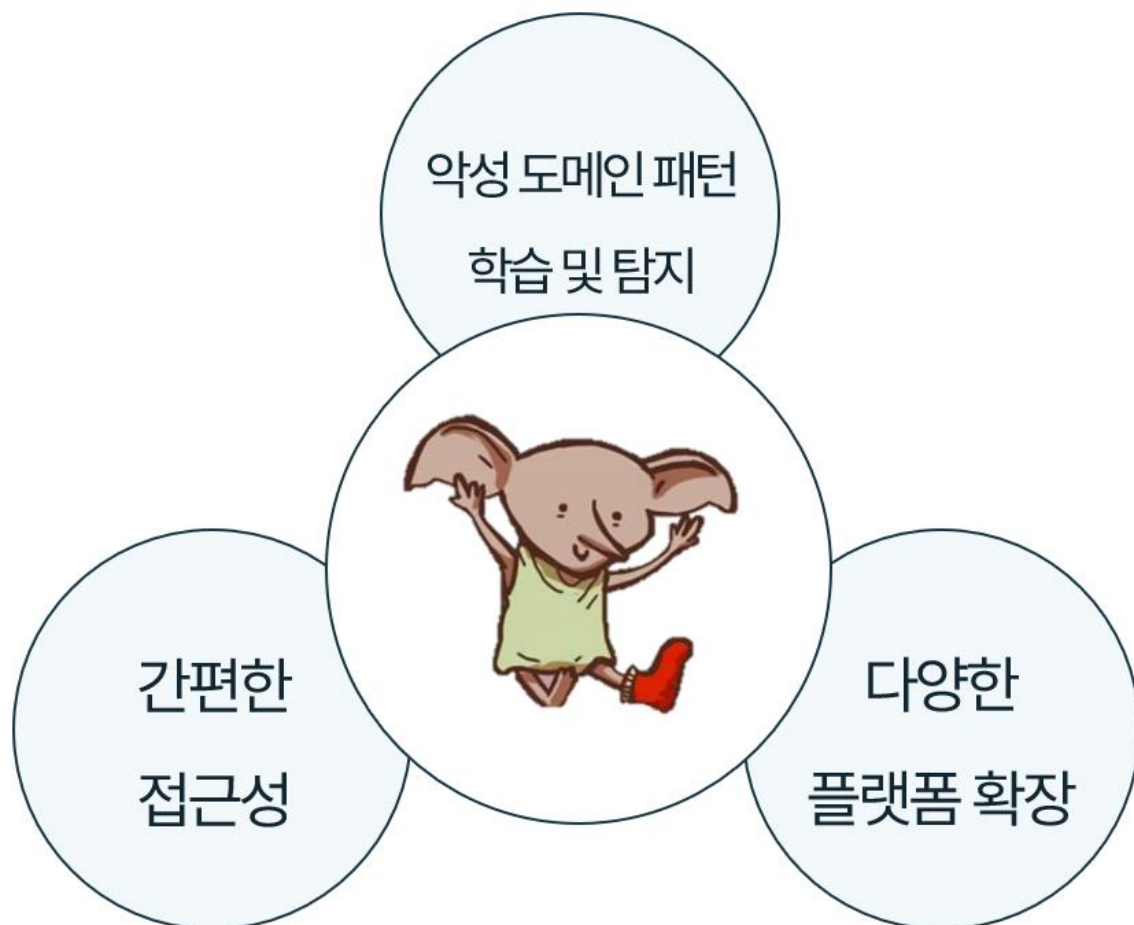 악성 도메인 패턴
학습 및 탐지
간편한
접근성
다양한
플랫폼 확장